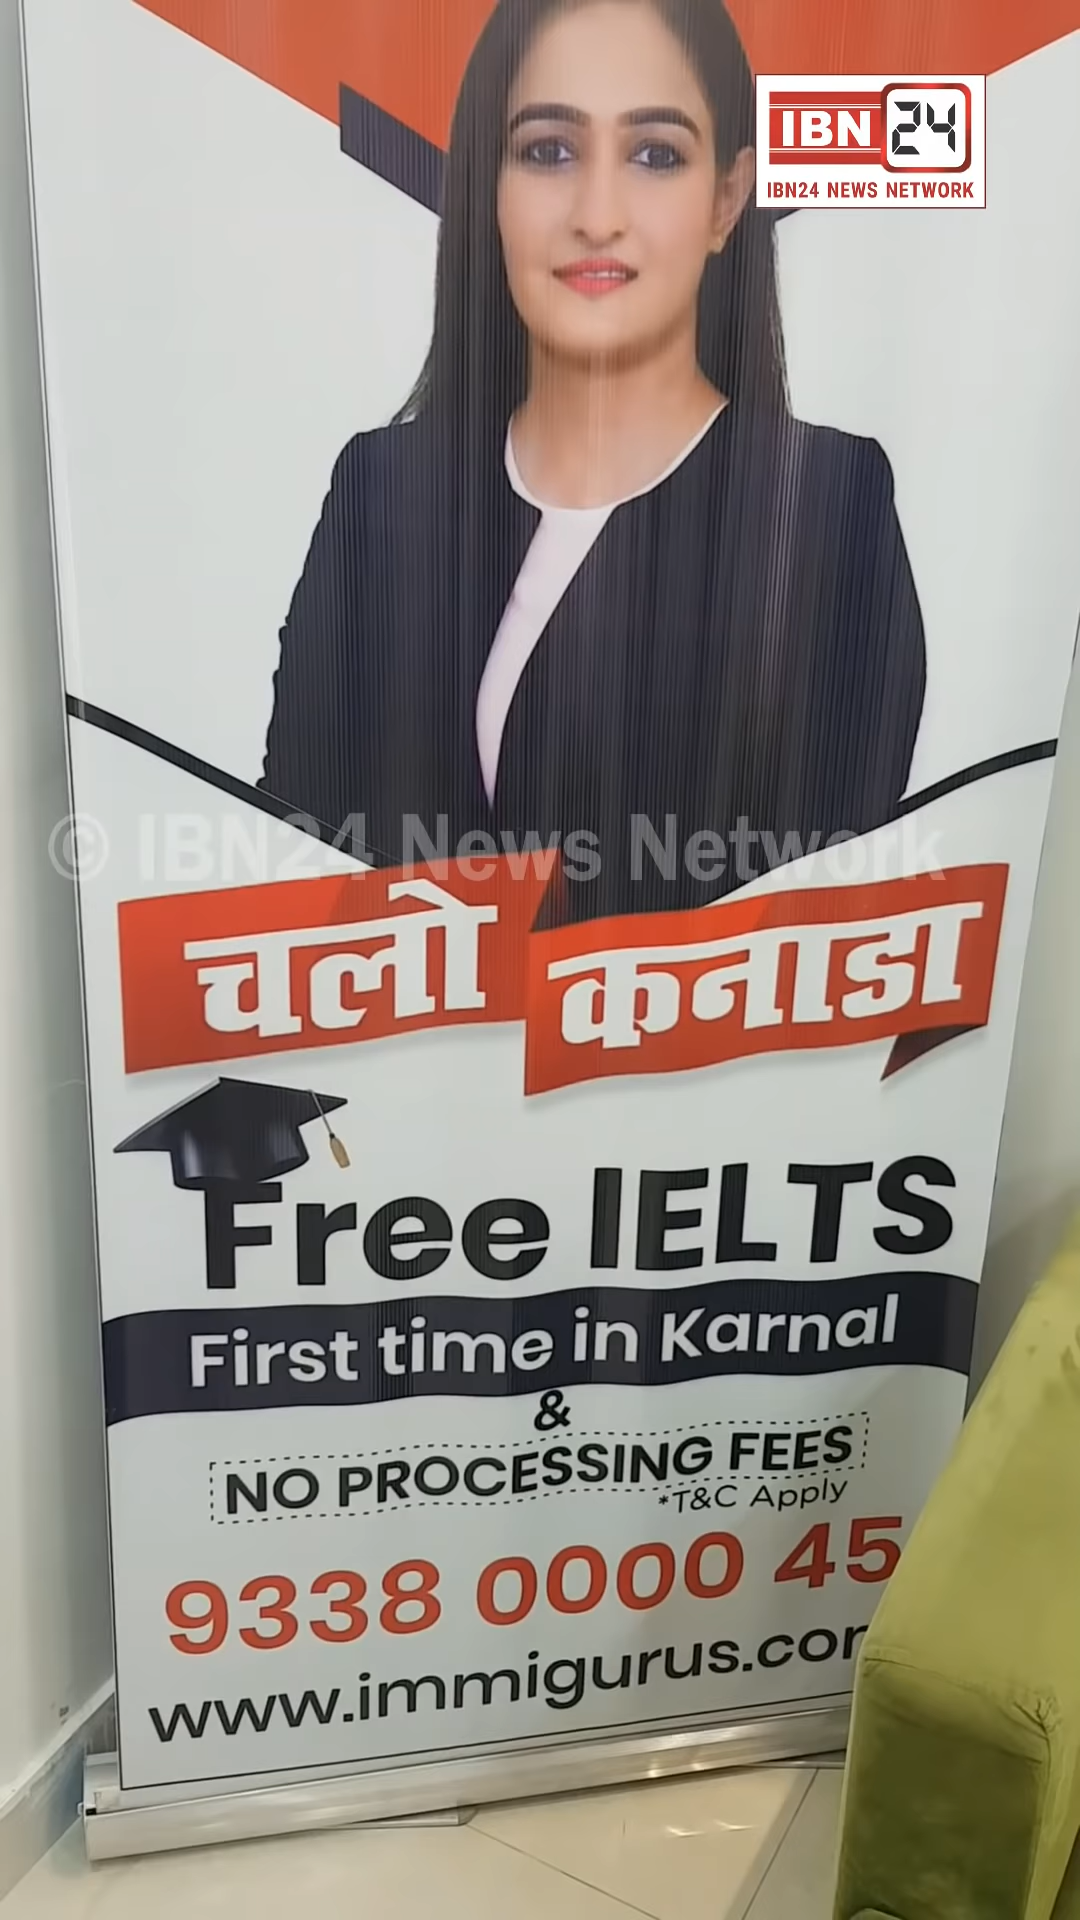 IBN 24
IBN24 NEWS NETWORK
© IBN24 News Network
चलो कनाडा
Free IELTS
First time in Karnal
&
NO PROCESSING FEES
*T&C Apply
9338 0000 45
www.immigurus.com